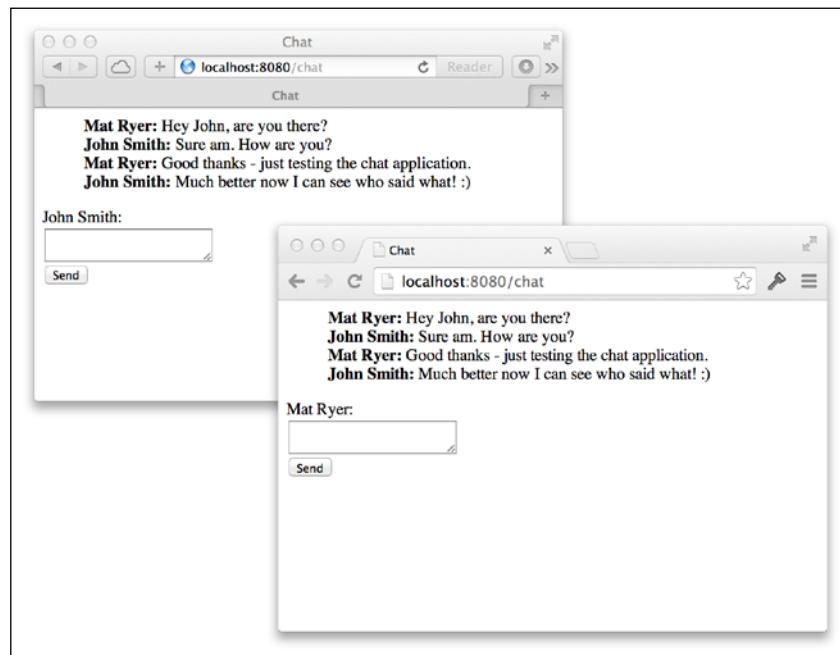 Chat
localhost:8080/chat
Reader
Chat
Mat Ryer: Hey John, are you there?
John Smith: Sure am. How are you?
Mat Ryer: Good thanks - just testing the chat application.
John Smith: Much better now I can see who said what! :)
John Smith:
Send
Chat
localhost:8080/chat
Mat Ryer: Hey John, are you there?
John Smith: Sure am. How are you?
Mat Ryer: Good thanks - just testing the chat application.
John Smith: Much better now I can see who said what! :)
Mat Ryer:
Send